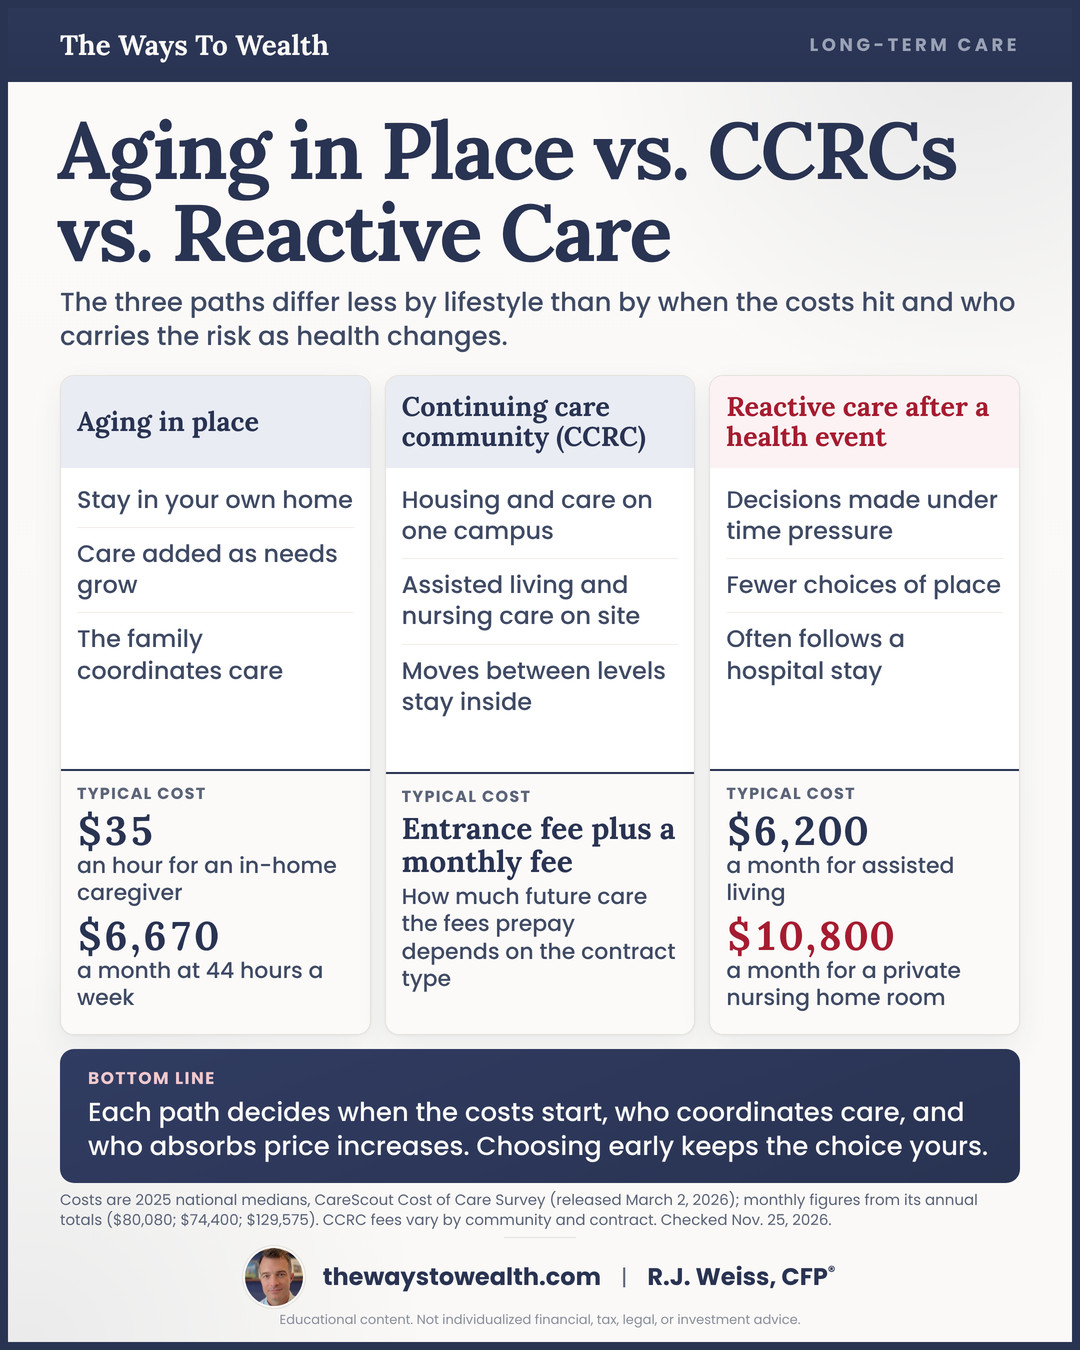 The Ways To Wealth
LONG-TERM CARE
Aging in Place vs. CCRCs
vs. Reactive Care
The three paths differ less by lifestyle than by when the costs hit and who
carries the risk as health changes.
Aging in place
Stay in your own home
Care added as needs
grow
The family
coordinates care
TYPICAL COST
$35
an hour for an in-home
caregiver
$6,670
a month at 44 hours a
week
Continuing care
community (CCRC)
Housing and care on
one campus
Assisted living and
nursing care on site
Moves between levels
stay inside
TYPICAL COST
Entrance fee plus a
monthly fee
How much future care
the fees prepay
depends on the contract
type
Reactive care after a
health event
Decisions made under
time pressure
Fewer choices of place
Often follows a
hospital stay
TYPICAL COST
$6,200
a month for assisted
living
$10,800
a month for a private
nursing home room
BOTTOM LINE
Each path decides when the costs start, who coordinates care, and
who absorbs price increases. Choosing early keeps the choice yours.
Costs are 2025 national medians, CareScout Cost of Care Survey (released March 2, 2026); monthly figures from its annual
totals ($80,080; $74,400; $129,575). CCRC fees vary by community and contract. Checked Nov. 25, 2026.
thewaystowealth.com | R.J. Weiss, CFP®
Educational content. Not individualized financial, tax, legal, or investment advice.